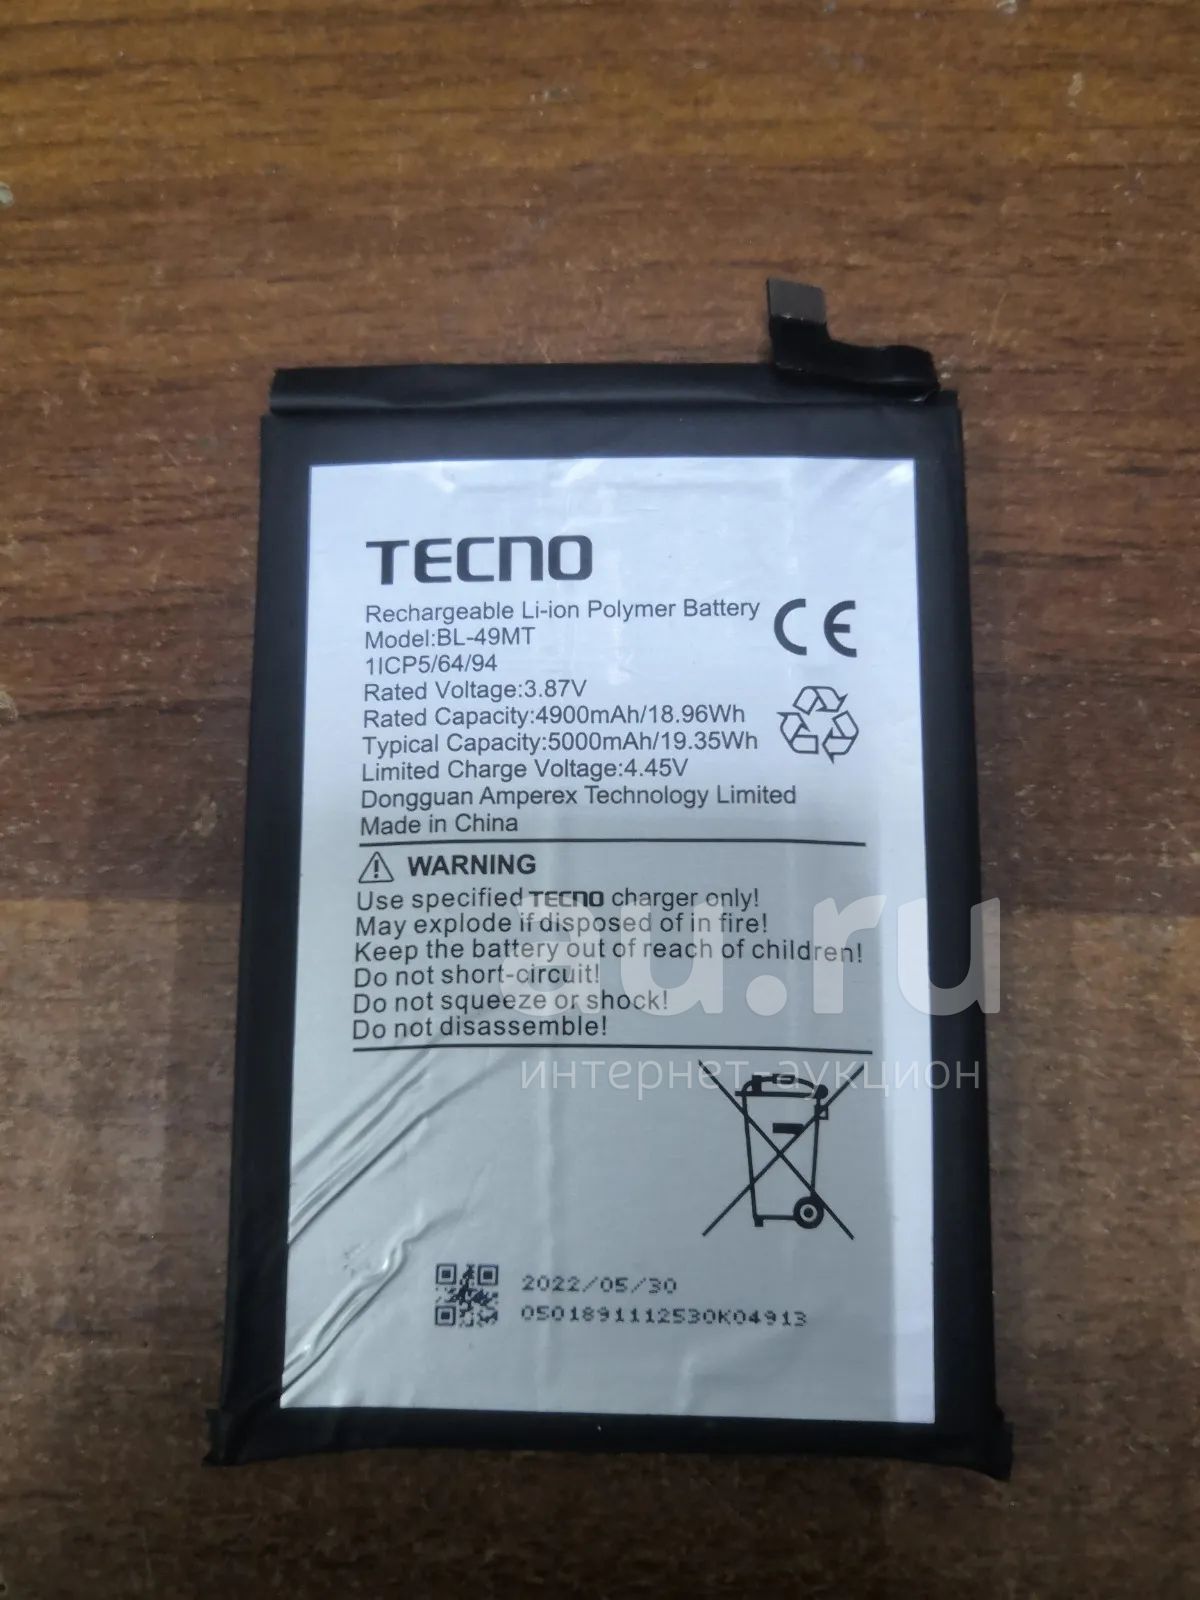 TECNO
Rechargeable Li-ion Polymer Battery
Model:BL-49MT
1ICP5/64/94
Rated Voltage:3.87V
Rated Capacity:4900mAh/18.96Wh
Typical Capacity:5000mAh/19.35Wh
Limited Charge Voltage:4.45V
Dongguan Amperex Technology Limited
Made in China
CE
WARNING
Use specified TECNO charger only!
May explode if disposed of in fire!
Keep the battery out of reach of children!
Do not short-circuit!
Do not squeeze or shock!
Do not disassemble!
au.ru
интернет-аукцион
2022/05/30
0501891112530K04913